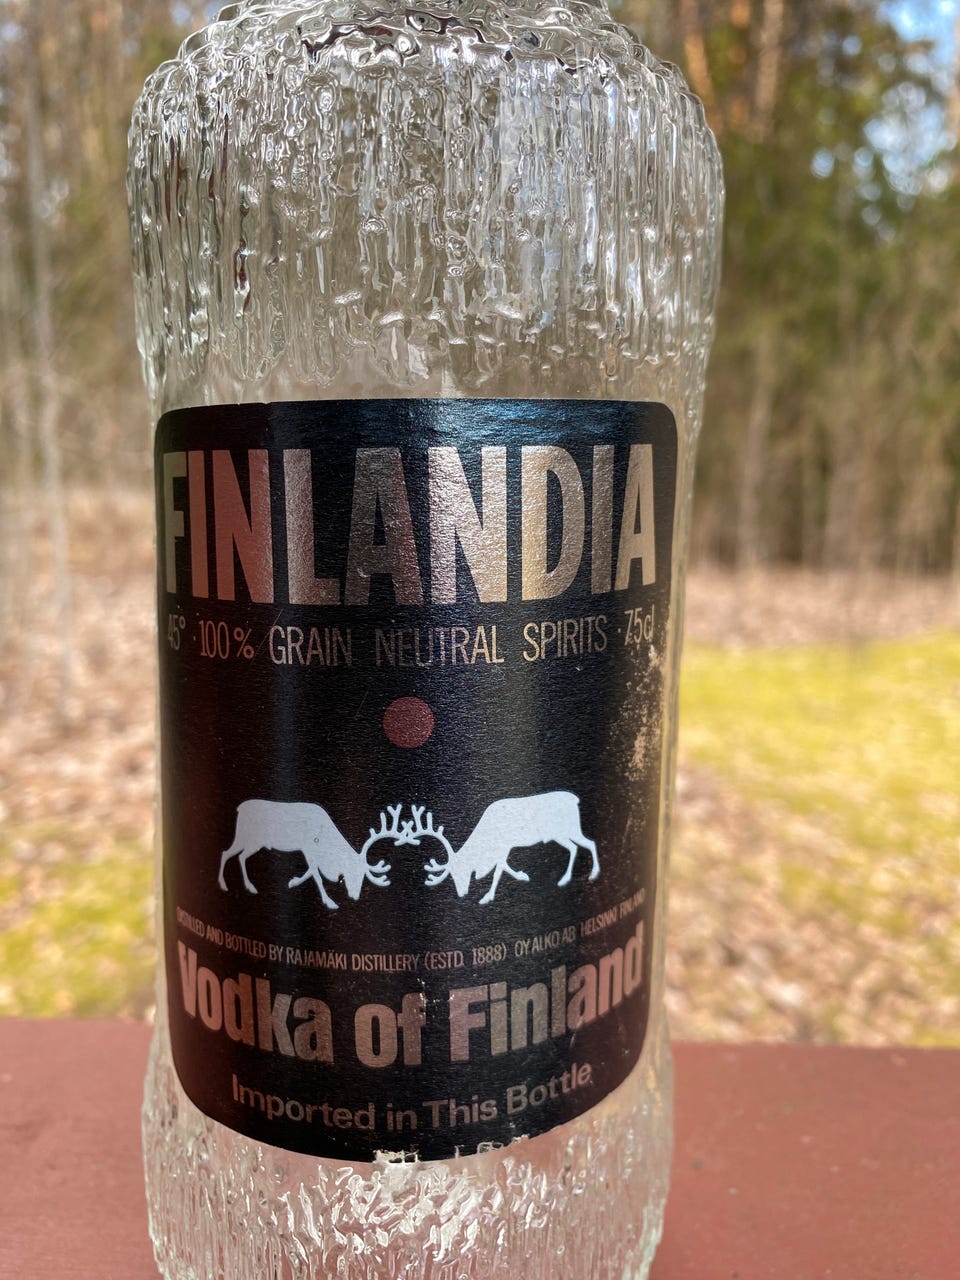 FINLANDIA
45° · 100% GRAIN NEUTRAL SPIRITS · 75cl
DISTILLED AND BOTTLED BY RAJAMÄKI DISTILLERY (ESTD. 1888) OY ALKO AB HELSINKI FINLAND
Vodka of Finland
Imported in This Bottle